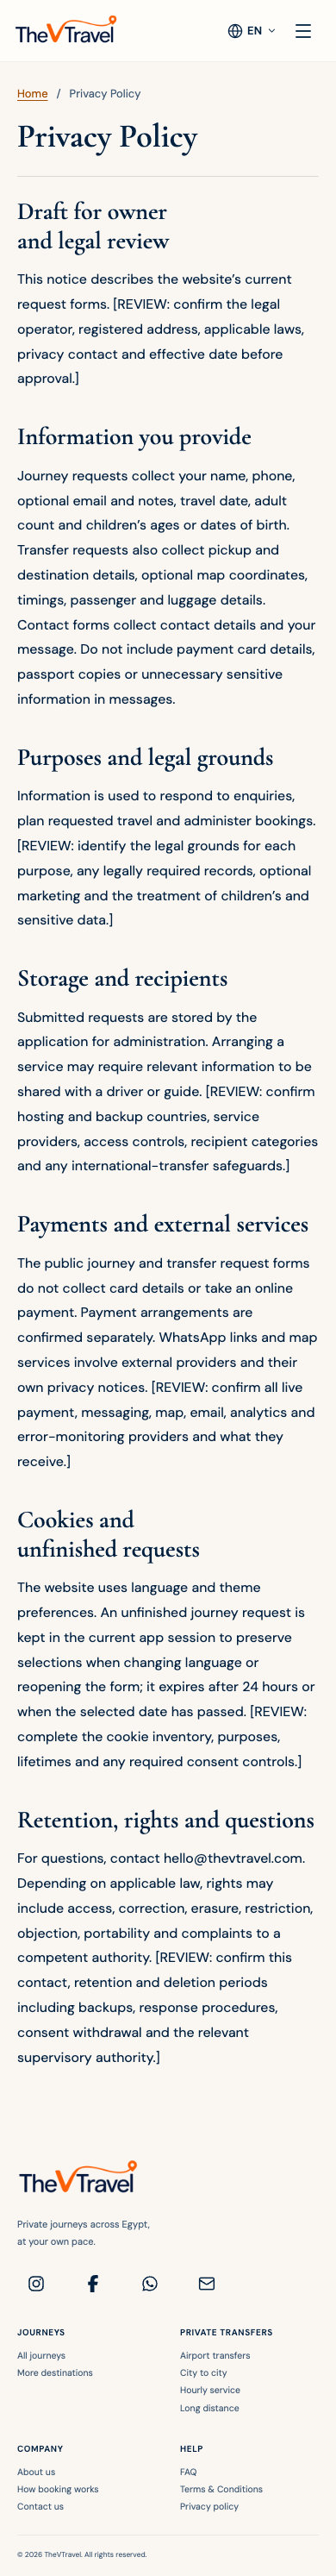 TheVTravel
EN
Home / Privacy Policy
Privacy Policy
Draft for owner
and legal review
This notice describes the website’s current
request forms. [REVIEW: confirm the legal
operator, registered address, applicable laws,
privacy contact and effective date before
approval.]
Information you provide
Journey requests collect your name, phone,
optional email and notes, travel date, adult
count and children’s ages or dates of birth.
Transfer requests also collect pickup and
destination details, optional map coordinates,
timings, passenger and luggage details.
Contact forms collect contact details and your
message. Do not include payment card details,
passport copies or unnecessary sensitive
information in messages.
Purposes and legal grounds
Information is used to respond to enquiries,
plan requested travel and administer bookings.
[REVIEW: identify the legal grounds for each
purpose, any legally required records, optional
marketing and the treatment of children’s and
sensitive data.]
Storage and recipients
Submitted requests are stored by the
application for administration. Arranging a
service may require relevant information to be
shared with a driver or guide. [REVIEW: confirm
hosting and backup countries, service
providers, access controls, recipient categories
and any international-transfer safeguards.]
Payments and external services
The public journey and transfer request forms
do not collect card details or take an online
payment. Payment arrangements are
confirmed separately. WhatsApp links and map
services involve external providers and their
own privacy notices. [REVIEW: confirm all live
payment, messaging, map, email, analytics and
error-monitoring providers and what they
receive.]
Cookies and
unfinished requests
The website uses language and theme
preferences. An unfinished journey request is
kept in the current app session to preserve
selections when changing language or
reopening the form; it expires after 24 hours or
when the selected date has passed. [REVIEW:
complete the cookie inventory, purposes,
lifetimes and any required consent controls.]
Retention, rights and questions
For questions, contact hello@thevtravel.com.
Depending on applicable law, rights may
include access, correction, erasure, restriction,
objection, portability and complaints to a
competent authority. [REVIEW: confirm this
contact, retention and deletion periods
including backups, response procedures,
consent withdrawal and the relevant
supervisory authority.]
TheVTravel
Private journeys across Egypt,
at your own pace.
JOURNEYS
All journeys
More destinations
PRIVATE TRANSFERS
Airport transfers
City to city
Hourly service
Long distance
COMPANY
About us
How booking works
Contact us
HELP
FAQ
Terms & Conditions
Privacy policy
© 2026 TheVTravel. All rights reserved.